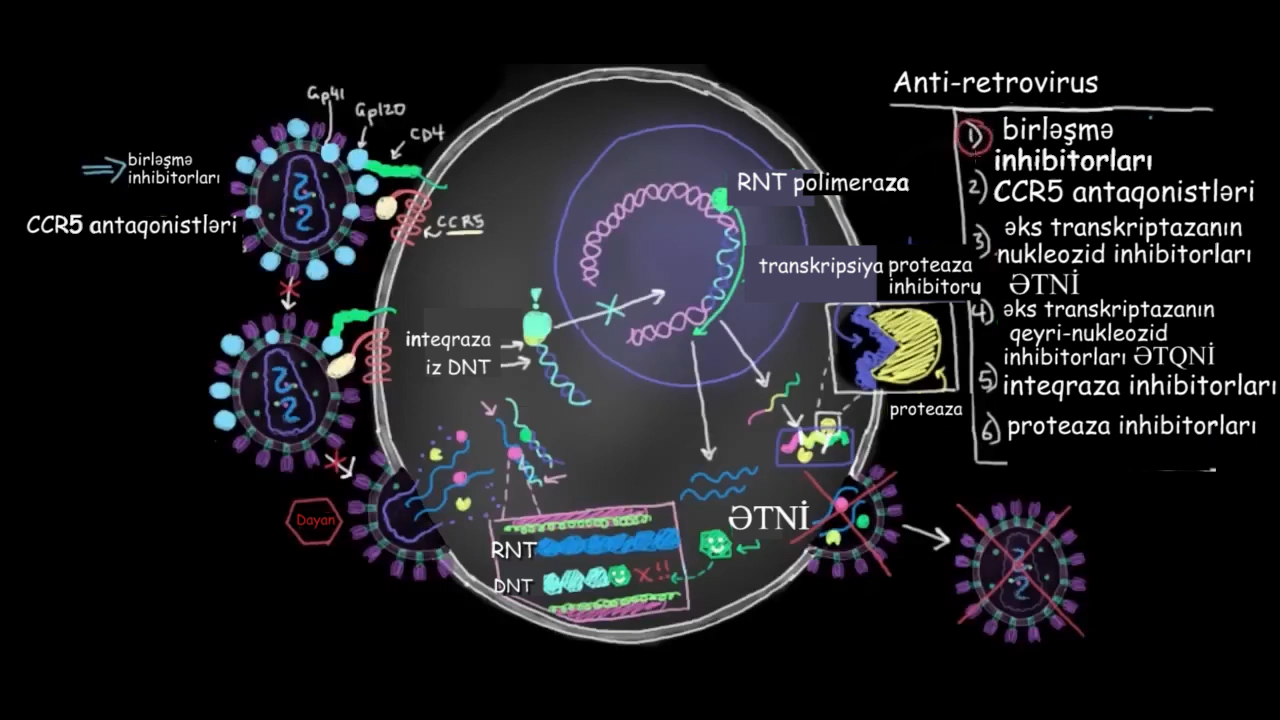 Gp41
Gp120
CD4
birləşmə
inhibitorları
CCR5 antaqonistləri
CCR5
RNT polimeraza
transkripsiya proteaza
inhibitoru
inteqraza
iz DNT
proteaza
Dayan
ƏTNİ
RNT
DNT
x!!
Anti-retrovirus
1) birləşmə
inhibitorları
2) CCR5 antaqonistləri
3) əks transkriptazanın
nukleozid inhibitorları
ƏTNİ
4) əks transkriptazanın
qeyri-nukleozid
inhibitorları ƏTQNİ
5) inteqraza inhibitorları
6) proteaza inhibitorları